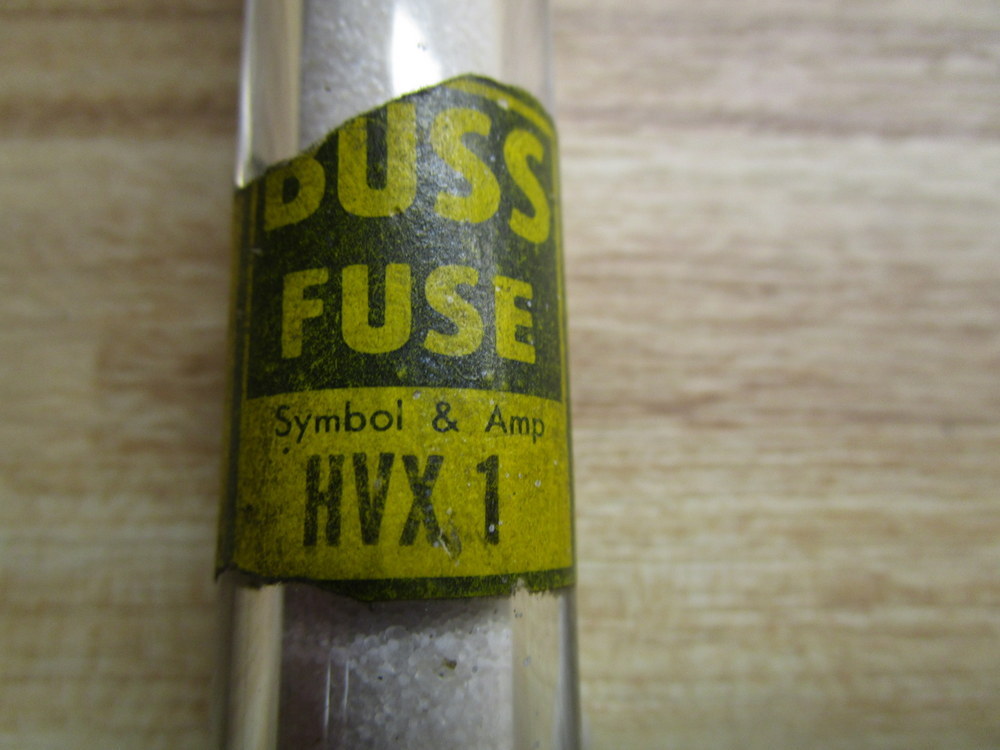 BUSS
FUSE
Symbol & Amp
HVX 1